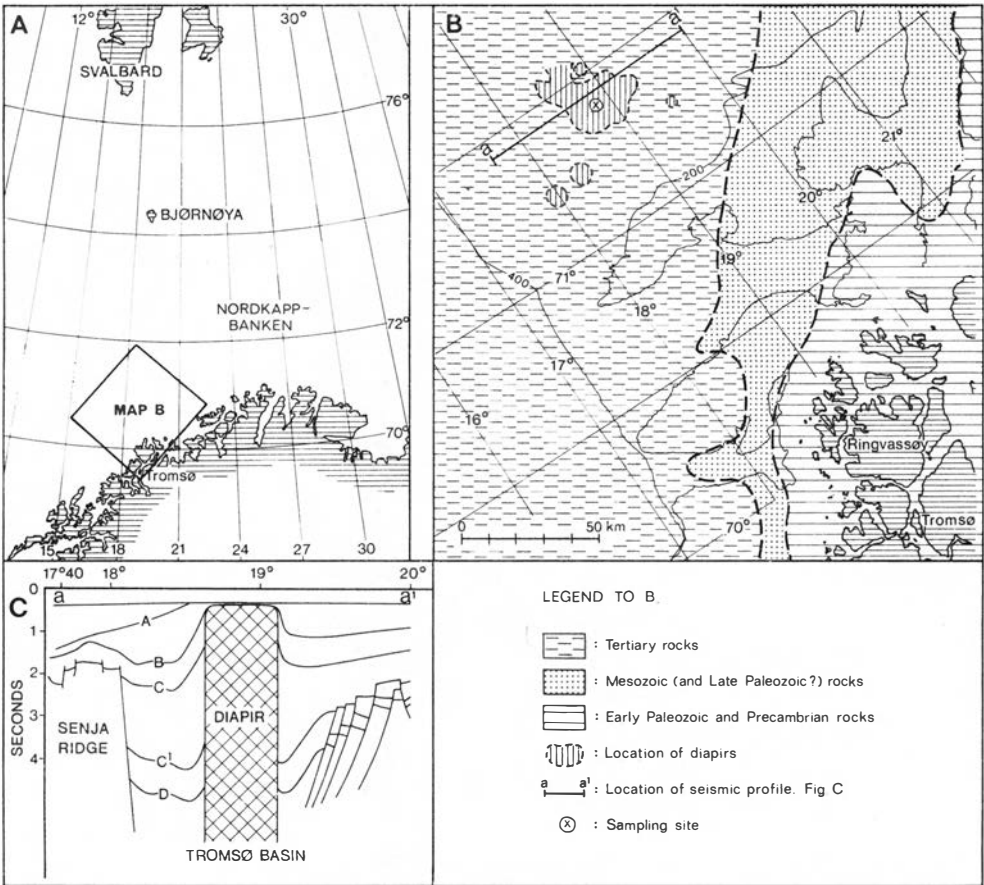 A
12°
30°
SVALBARD
76°
BJØRNØYA
74°
NORDKAPP-
BANKEN
72°
MAP B
70°
Tromsø
15
18
21
24
27
30
B
a¹
a
21°
200
20°
19°
71°
400
18°
17°
16°
Ringvassøy
0
50 km
70°
Tromsø
17°40
18°
19°
20°
C
0
a
a¹
A
1
B
2
C
SECONDS
3
SENJA
RIDGE
DIAPIR
4
C¹
D
TROMSØ BASIN
LEGEND TO B
: Tertiary rocks
: Mesozoic (and Late Paleozoic?) rocks
: Early Paleozoic and Precambrian rocks
: Location of diapirs
a a¹ : Location of seismic profile. Fig C
: Sampling site